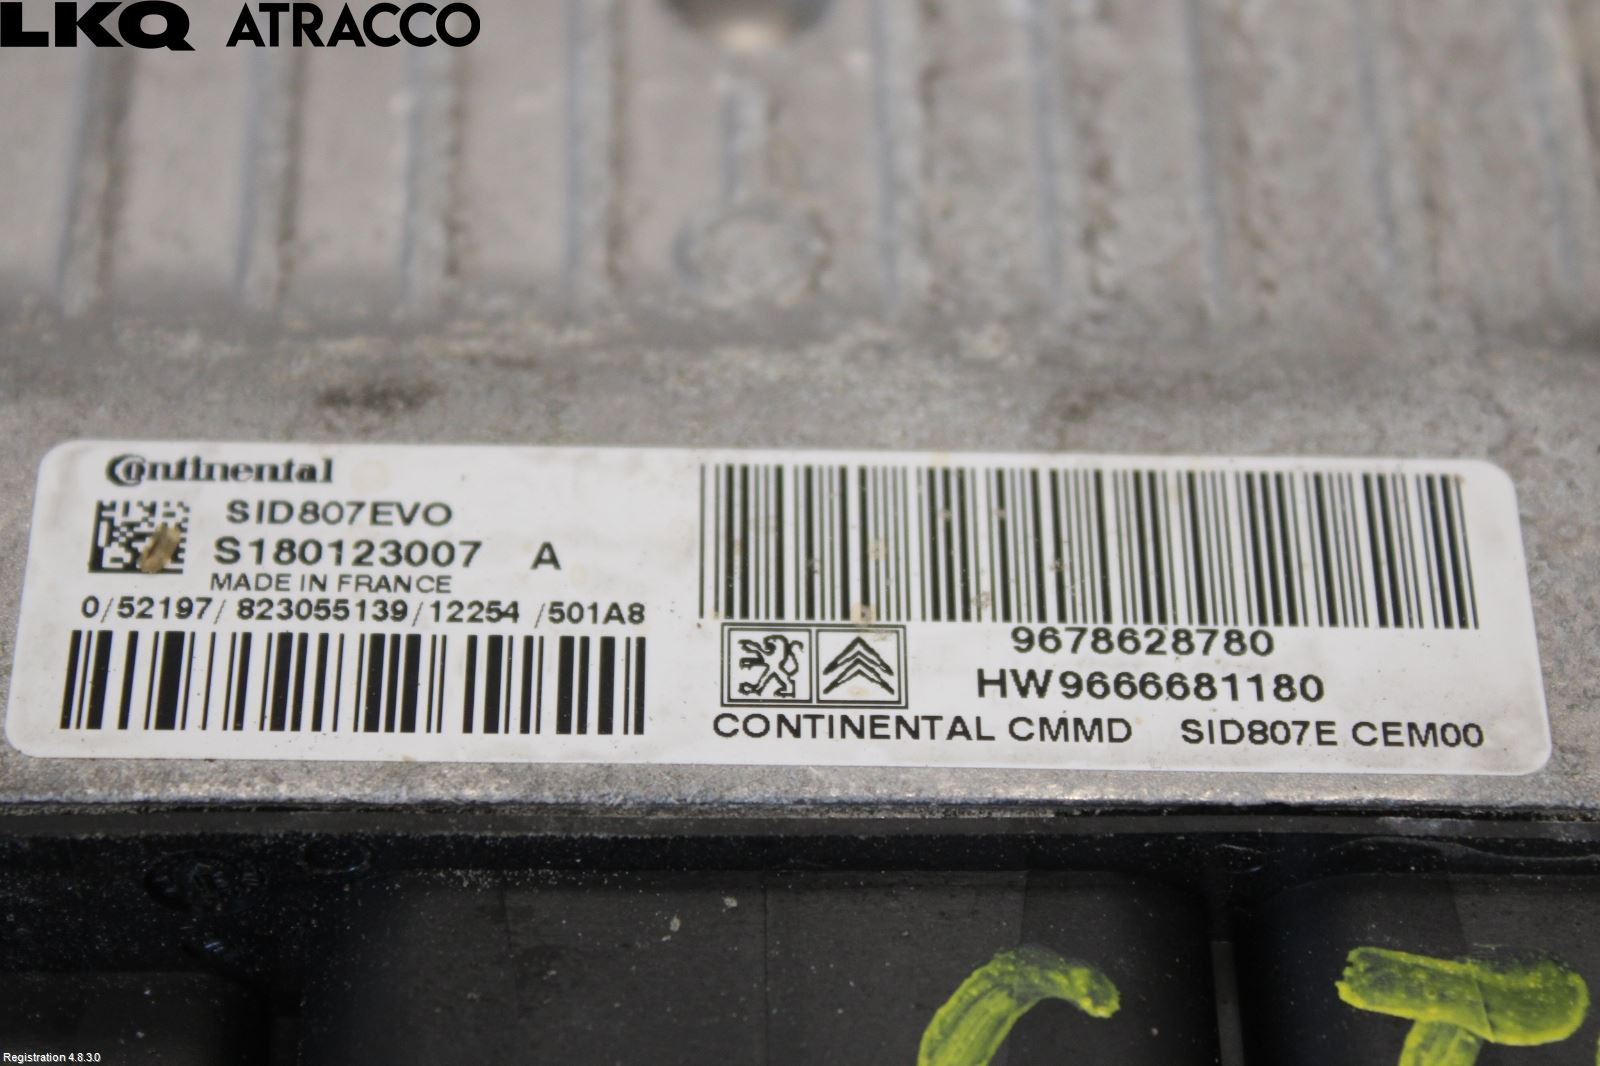 LKQ ATRACCO
Continental
SID807EVO
S180123007 A
MADE IN FRANCE
0/52197/823055139/12254/501A8
9678628780
HW9666681180
CONTINENTAL CMMD SID807E CEM00
Registration 4.8.3.0